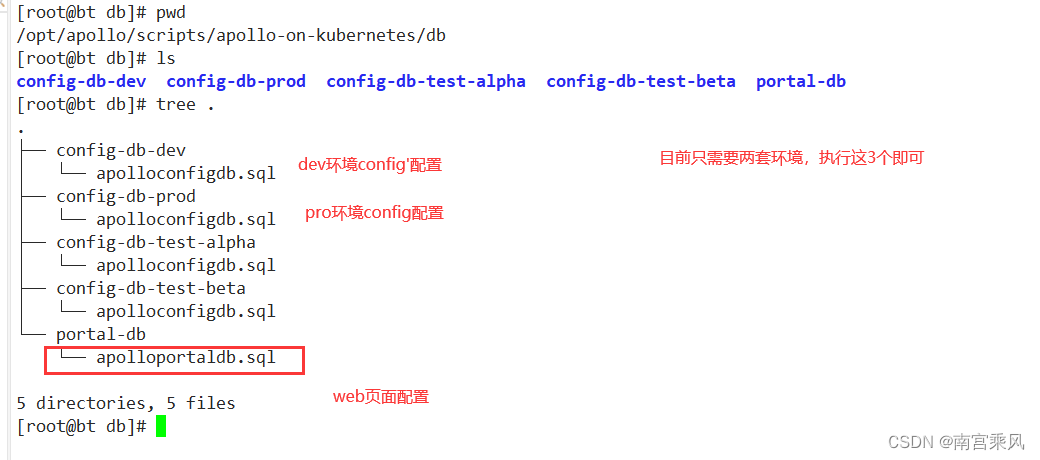 [root@bt db]# pwd
/opt/apollo/scripts/apollo-on-kubernetes/db
[root@bt db]# ls
config-db-dev  config-db-prod  config-db-test-alpha  config-db-test-beta  portal-db
[root@bt db]# tree .
.
├── config-db-dev
│   └── apolloconfigdb.sql
dev环境config'配置
目前只需要两套环境，执行这3个即可
├── config-db-prod
│   └── apolloconfigdb.sql
pro环境config配置
├── config-db-test-alpha
│   └── apolloconfigdb.sql
├── config-db-test-beta
│   └── apolloconfigdb.sql
└── portal-db
    └── apolloportaldb.sql
web页面配置
5 directories, 5 files
[root@bt db]#
CSDN @南宫乘风